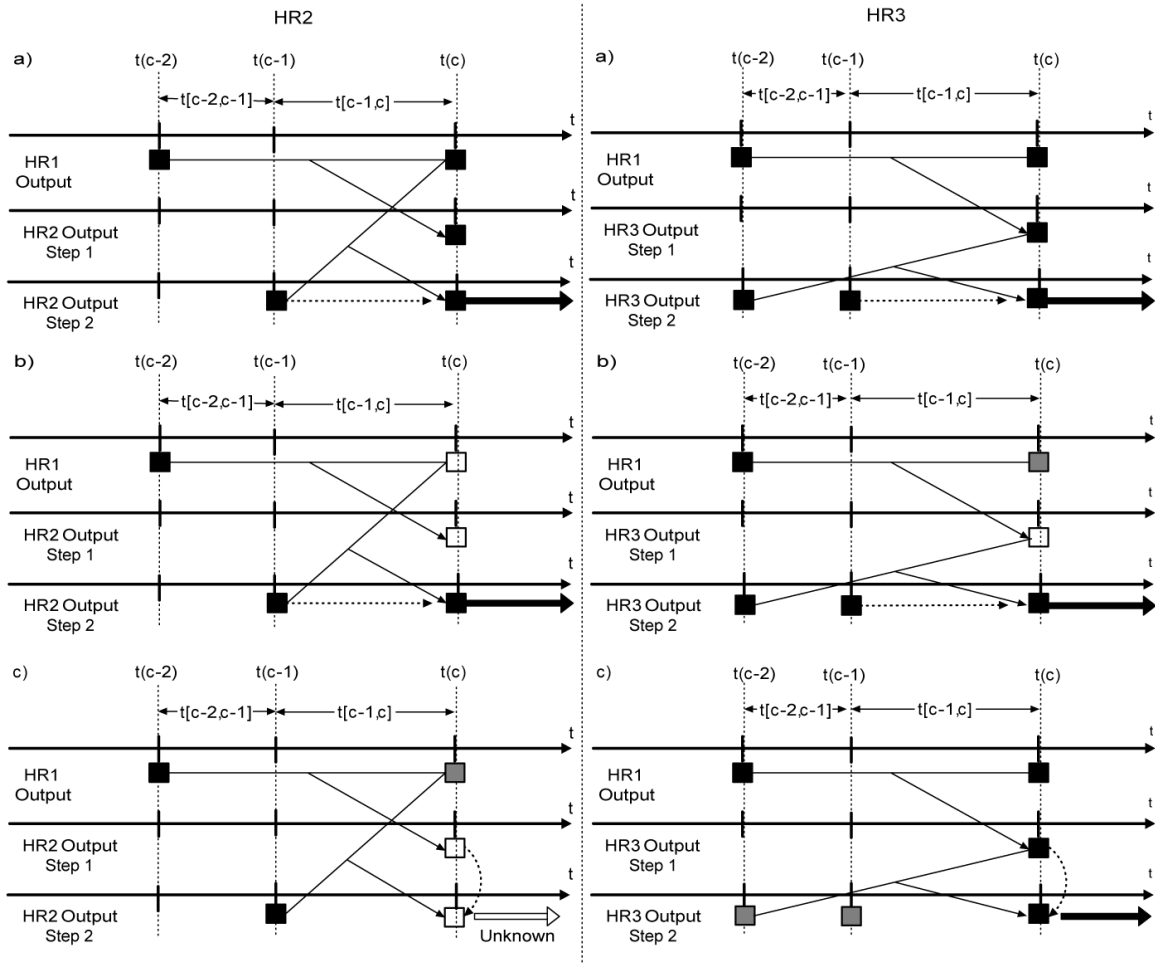 HR2
a)
t(c-2)
t(c-1)
t(c)
t[c-2,c-1]
t[c-1,c]
t
HR1
Output
t
HR2 Output
Step 1
t
HR2 Output
Step 2
b)
t(c-2)
t(c-1)
t(c)
t[c-2,c-1]
t[c-1,c]
t
HR1
Output
t
HR2 Output
Step 1
t
HR2 Output
Step 2
c)
t(c-2)
t(c-1)
t(c)
t[c-2,c-1]
t[c-1,c]
t
HR1
Output
t
HR2 Output
Step 1
t
HR2 Output
Step 2
Unknown
HR3
a)
t(c-2)
t(c-1)
t(c)
t[c-2,c-1]
t[c-1,c]
t
HR1
Output
t
HR3 Output
Step 1
t
HR3 Output
Step 2
b)
t(c-2)
t(c-1)
t(c)
t[c-2,c-1]
t[c-1,c]
t
HR1
Output
t
HR3 Output
Step 1
t
HR3 Output
Step 2
c)
t(c-2)
t(c-1)
t(c)
t[c-2,c-1]
t[c-1,c]
t
HR1
Output
t
HR3 Output
Step 1
t
HR3 Output
Step 2